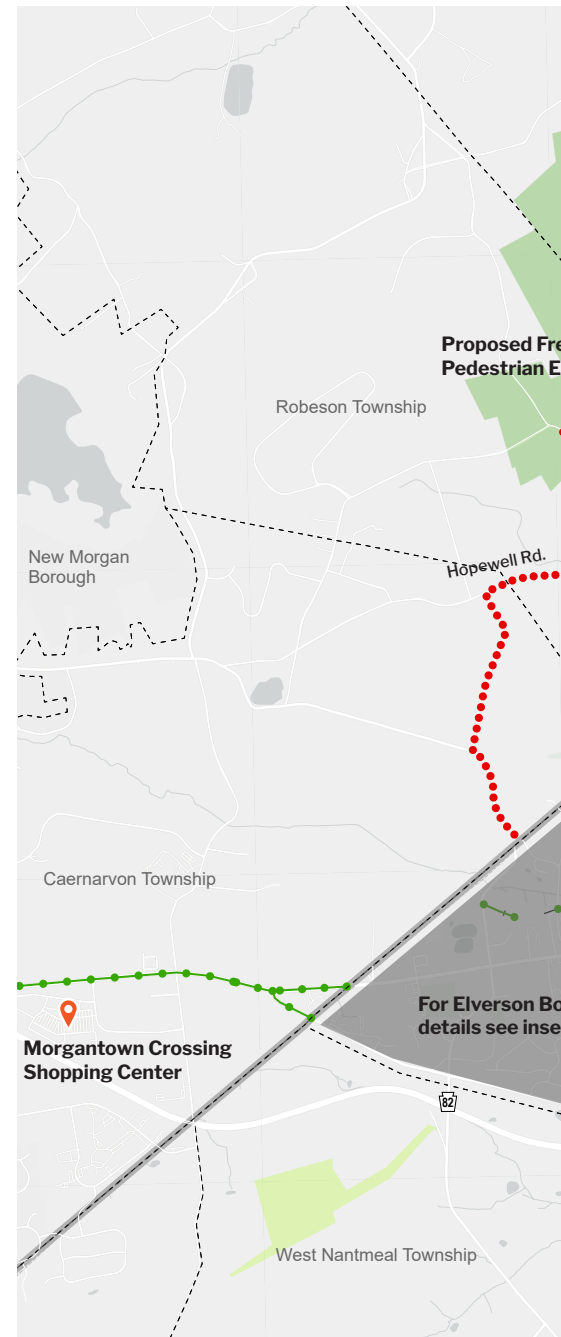 Proposed Fre
Pedestrian E
Robeson Township
New Morgan
Borough
Hopewell Rd.
Caernarvon Township
Morgantown Crossing
Shopping Center
For Elverson Bo
details see inse
82
West Nantmeal Township